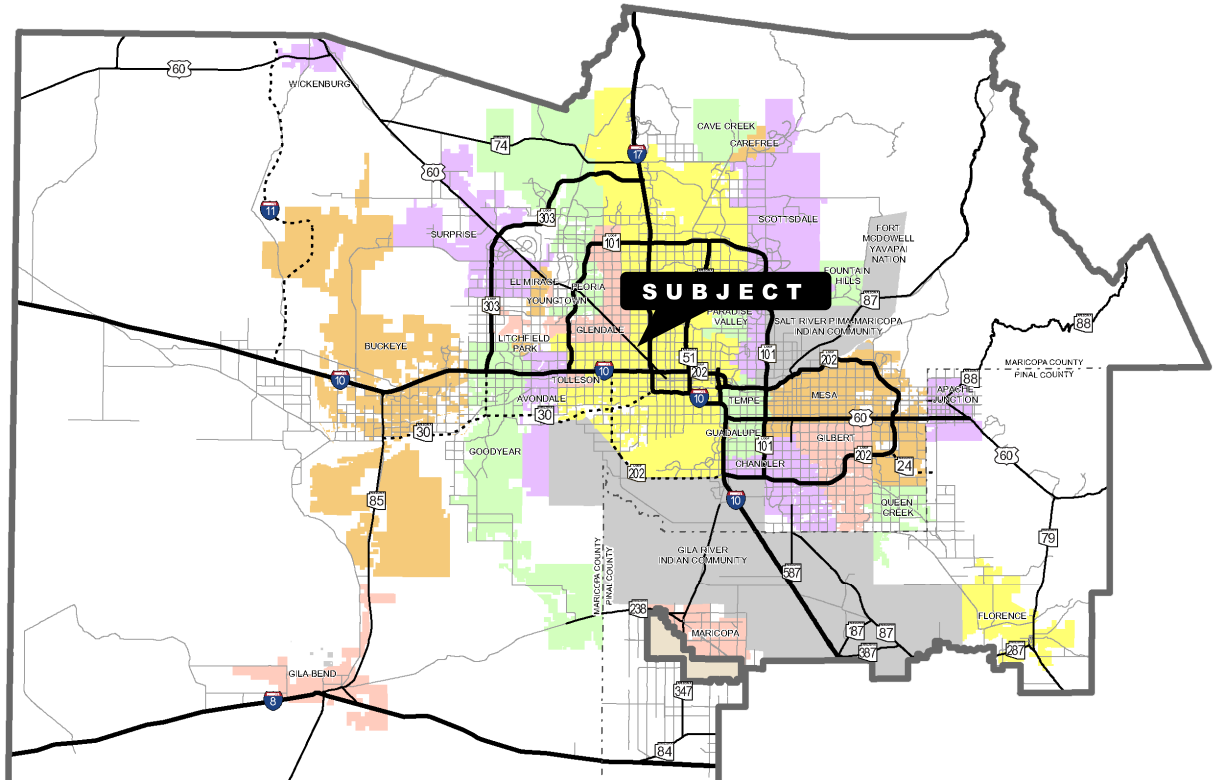 60
WICKENBURG
74
17
CAVE CREEK
CAREFREE
60
11
303
SURPRISE
SCOTTSDALE
FORT
MCDOWELL
YAVAPAI
NATION
101
EL MIRAGE
PEORIA
FOUNTAIN
HILLS
YOUNGTOWN
SUBJECT
303
87
GLENDALE
PARADISE
VALLEY
SALT RIVER PIMA-MARICOPA
INDIAN COMMUNITY
88
LITCHFIELD
PARK
BUCKEYE
51
101
202
MARICOPA COUNTY
PINAL COUNTY
10
TOLLESON
10
202
88
AVONDALE
10
TEMPE
MESA
APACHE
JUNCTION
30
30
60
GUADALUPE
GILBERT
101
GOODYEAR
CHANDLER
202
24
60
202
85
10
QUEEN
CREEK
79
GILA RIVER
INDIAN COMMUNITY
MARICOPA COUNTY
PINAL COUNTY
587
238
FLORENCE
MARICOPA
87
87
387
287
GILA BEND
8
347
84